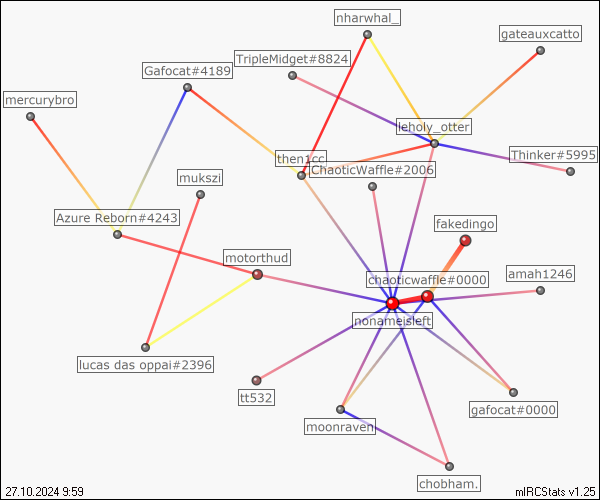 nharwhal_
gateauxcatto
TripleMidget#8824
Gafocat#4189
mercurybro
leholy_otter
then1cc
Thinker#5995
ChaoticWaffle#2006
mukszi
Azure Reborn#4243
fakedingo
motorthud
chaoticwaffle#0000
amah1246
nonameisleft
lucas das oppai#2396
tt532
gafocat#0000
moonraven
chobham.
27.10.2024 9:59
mIRCStats v1.25